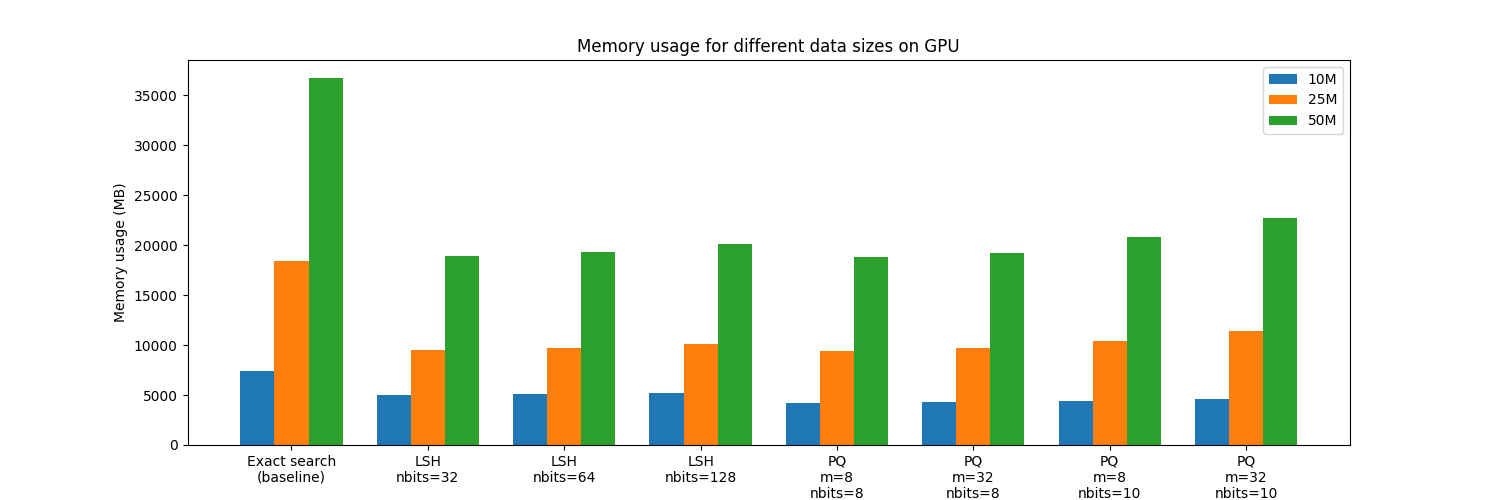 Memory usage for different data sizes on GPU
10M
25M
50M
Memory usage (MB)
35000
30000
25000
20000
15000
10000
5000
0
Exact search
(baseline)
LSH
nbits=32
LSH
nbits=64
LSH
nbits=128
PQ
m=8
nbits=8
PQ
m=32
nbits=8
PQ
m=8
nbits=10
PQ
m=32
nbits=10